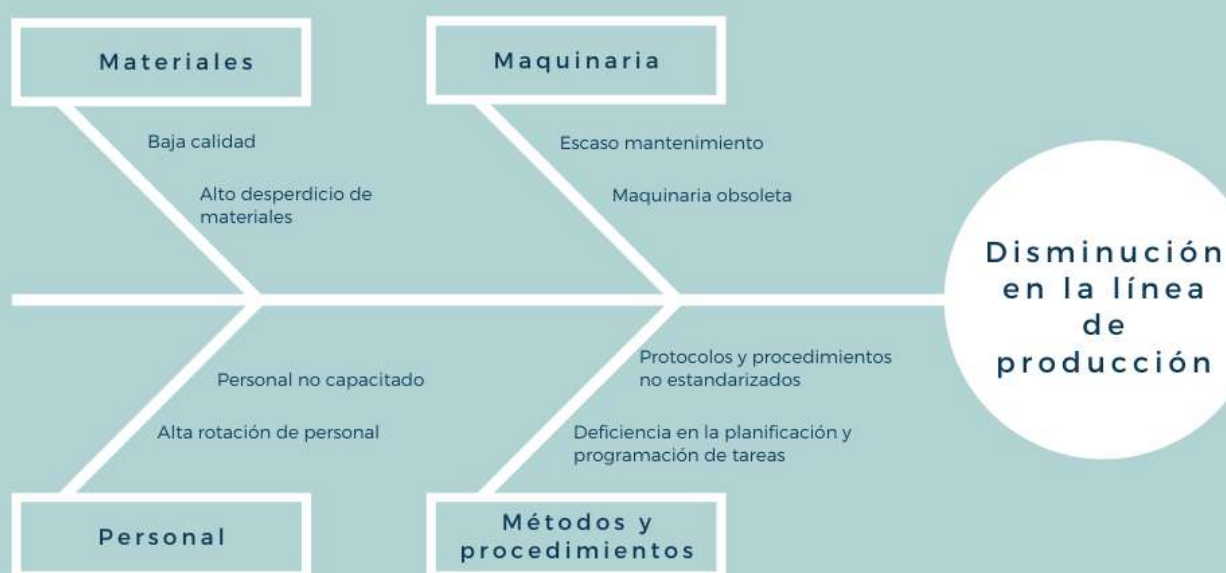 Materiales
Maquinaria
Baja calidad
Alto desperdicio de
materiales
Escaso mantenimiento
Maquinaria obsoleta
Disminución
en la línea
de
producción
Personal no capacitado
Alta rotación de personal
Protocolos y procedimientos
no estandarizados
Deficiencia en la planificación y
programación de tareas
Personal
Métodos y
procedimientos